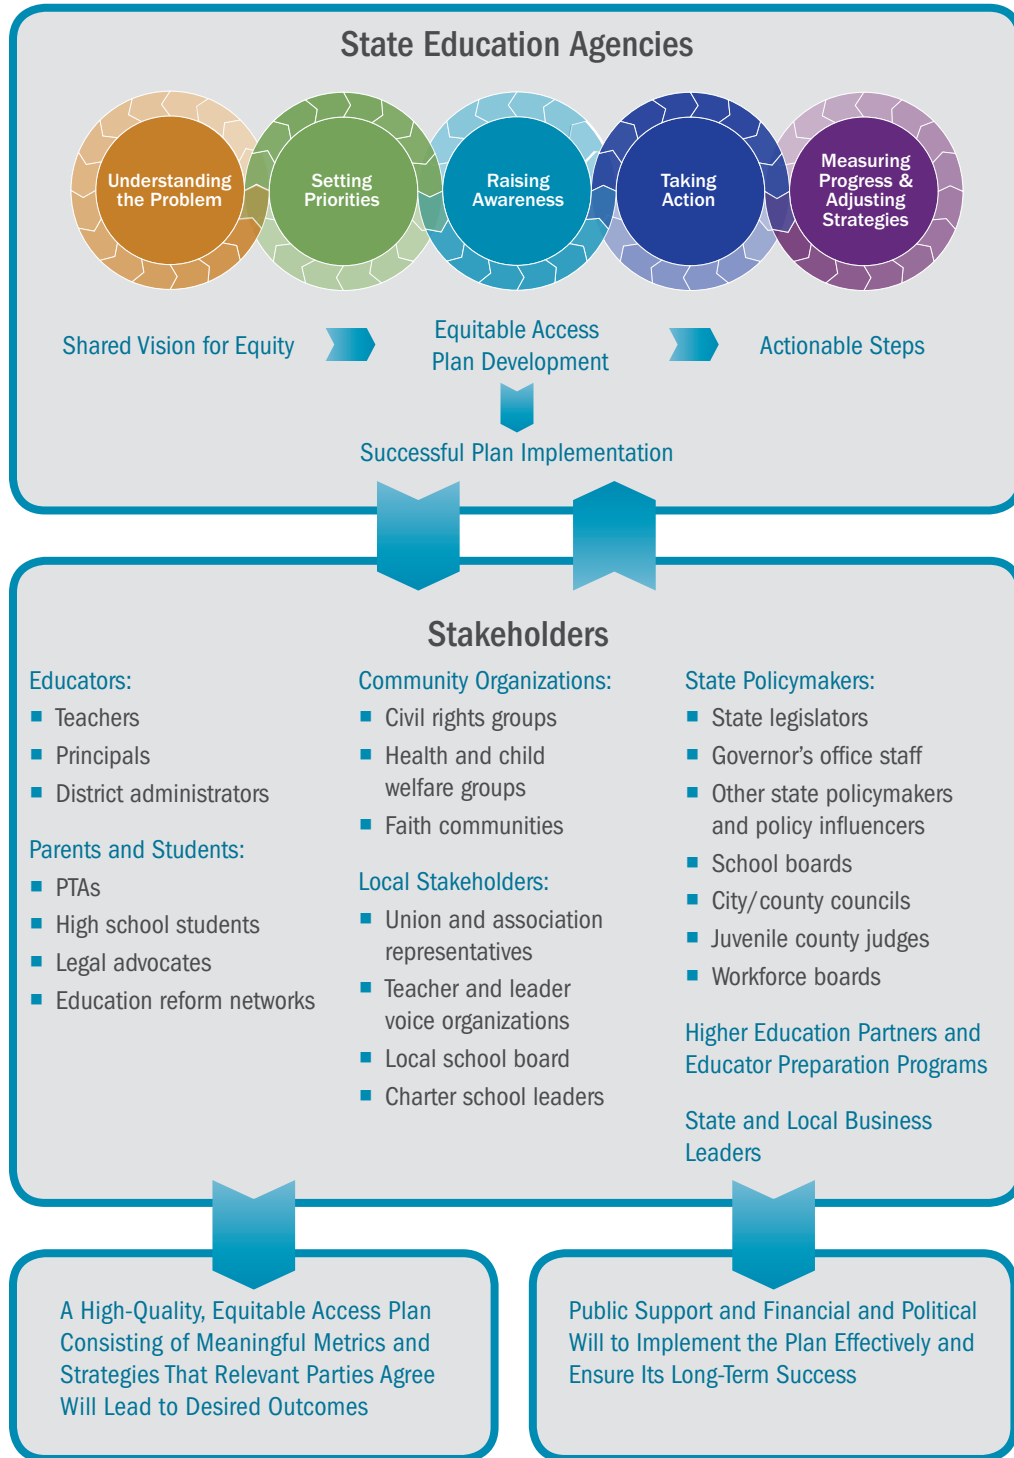 State Education Agencies
Understanding
the Problem
Setting
Priorities
Raising
Awareness
Taking
Action
Measuring
Progress &
Adjusting
Strategies
Shared Vision for Equity
Equitable Access
Plan Development
Actionable Steps
Successful Plan Implementation
Stakeholders
Educators:
Teachers
Principals
District administrators
Parents and Students:
PTAs
High school students
Legal advocates
Education reform networks
Community Organizations:
Civil rights groups
Health and child
welfare groups
Faith communities
Local Stakeholders:
Union and association
representatives
Teacher and leader
voice organizations
Local school board
Charter school leaders
State Policymakers:
State legislators
Governor's office staff
Other state policymakers
and policy influencers
School boards
City/county councils
Juvenile county judges
Workforce boards
Higher Education Partners and
Educator Preparation Programs
State and Local Business
Leaders
A High-Quality, Equitable Access Plan
Consisting of Meaningful Metrics and
Strategies That Relevant Parties Agree
Will Lead to Desired Outcomes
Public Support and Financial and Political
Will to Implement the Plan Effectively and
Ensure Its Long-Term Success